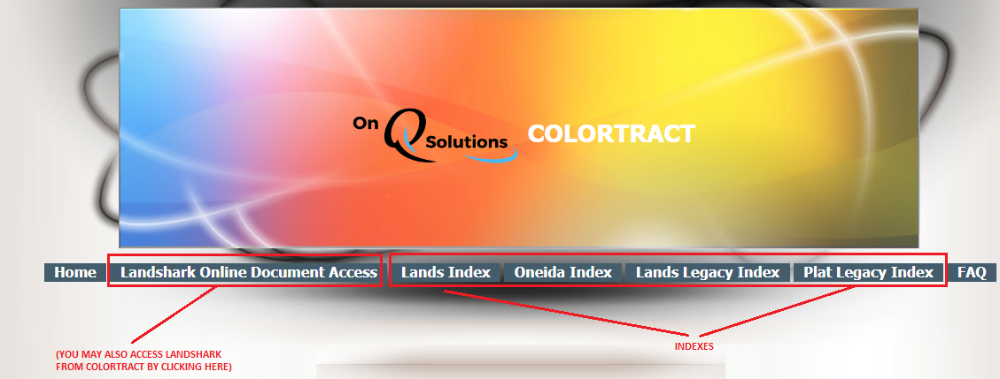 On Q Solutions COLORTRACT
Home Landshark Online Document Access Lands Index Oneida Index Lands Legacy Index Plat Legacy Index FAQ
(YOU MAY ALSO ACCESS LANDSHARK
FROM COLORTRACT BY CLICKING HERE)
INDEXES